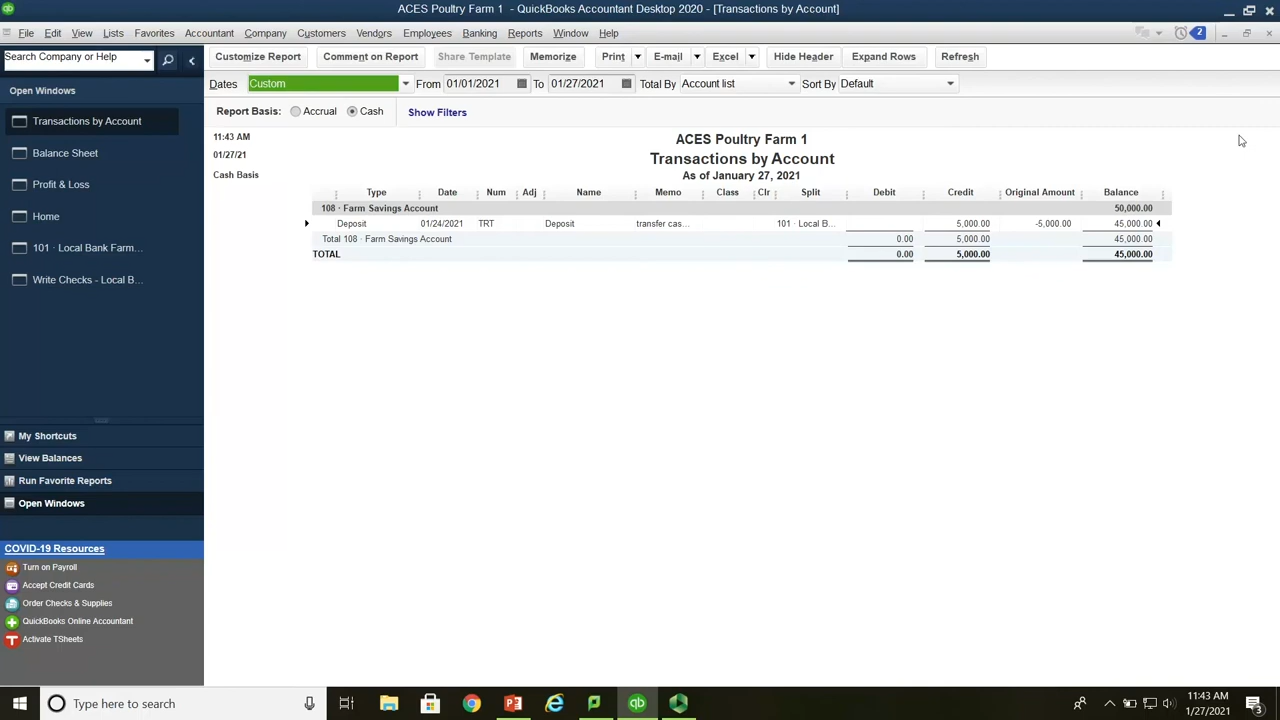 ACES Poultry Farm 1 - QuickBooks Accountant Desktop 2020 - [Transactions by Account]
File Edit View Lists Favorites Accountant Company Customers Vendors Employees Banking Reports Window Help 2
Search Company or Help
Customize Report Comment on Report Share Template Memorize Print E-mail Excel Hide Header Expand Rows Refresh
Open Windows
Dates Custom From 01/01/2021 To 01/27/2021 Total By Account list Sort By Default
Report Basis: Accrual Cash Show Filters
Transactions by Account
Balance Sheet
Profit & Loss
Home
101 · Local Bank Farm...
Write Checks - Local B...
11:43 AM
01/27/21
Cash Basis
ACES Poultry Farm 1
Transactions by Account
As of January 27, 2021
Type Date Num Adj Name Memo Class Clr Split Debit Credit Original Amount Balance
108 · Farm Savings Account 50,000.00
Deposit 01/24/2021 TRT Deposit transfer cas... 101 · Local B... 5,000.00 -5,000.00 45,000.00
Total 108 · Farm Savings Account 0.00 5,000.00 45,000.00
TOTAL 0.00 5,000.00 45,000.00
My Shortcuts
View Balances
Run Favorite Reports
Open Windows
COVID-19 Resources
Turn on Payroll
Accept Credit Cards
Order Checks & Supplies
QuickBooks Online Accountant
Activate TSheets
Type here to search
11:43 AM
1/27/2021
3